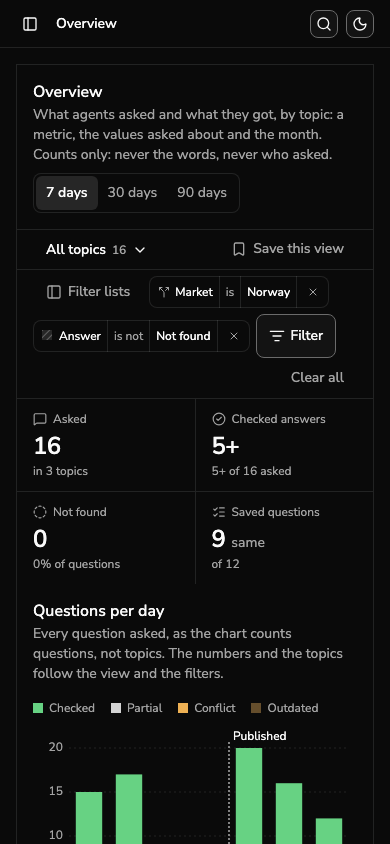 Overview
Overview
What agents asked and what they got, by topic: a
metric, the values asked about and the month.
Counts only: never the words, never who asked.
7 days 30 days 90 days
All topics 16 Save this view
Filter lists Market is Norway
Answer is not Not found Filter
Clear all
Asked Checked answers
16 5+
in 3 topics 5+ of 16 asked
Not found Saved questions
0 9 same
0% of questions of 12
Questions per day
Every question asked, as the chart counts
questions, not topics. The numbers and the topics
follow the view and the filters.
Checked Partial Conflict Outdated
Published
20
15
10